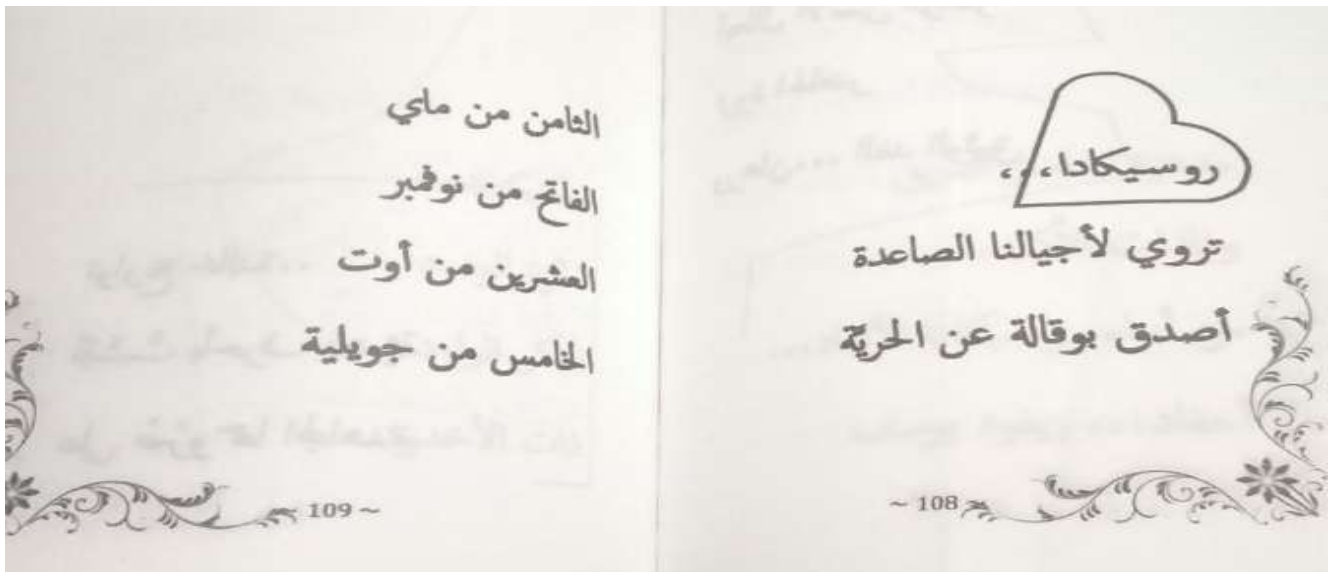 روسيكادا،،،
تروي لأجيالنا الصاعدة
أصدق بوقالة عن الحريّة
~ 108 ~
الثامن من ماي
الفاتح من نوفمبر
العشرين من أوت
الخامس من جويلية
~ 109 ~